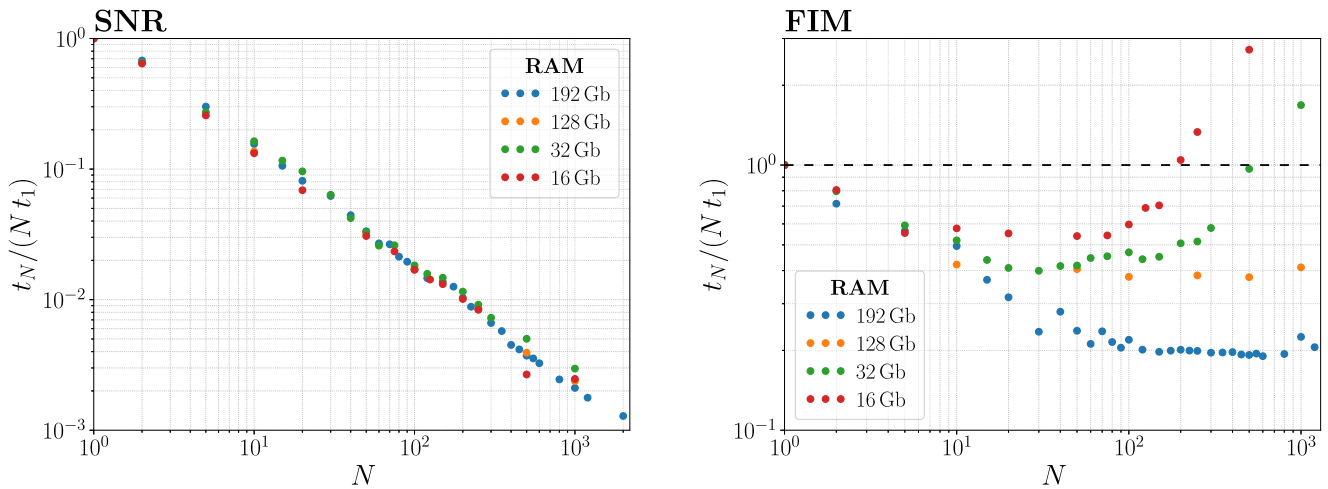 SNR
t_N/(N t_1)
10^0
10^{-1}
10^{-2}
10^{-3}
RAM
192 Gb
128 Gb
32 Gb
16 Gb
10^0
10^1
10^2
10^3
N
FIM
t_N/(N t_1)
10^0
10^{-1}
RAM
192 Gb
128 Gb
32 Gb
16 Gb
10^0
10^1
10^2
10^3
N